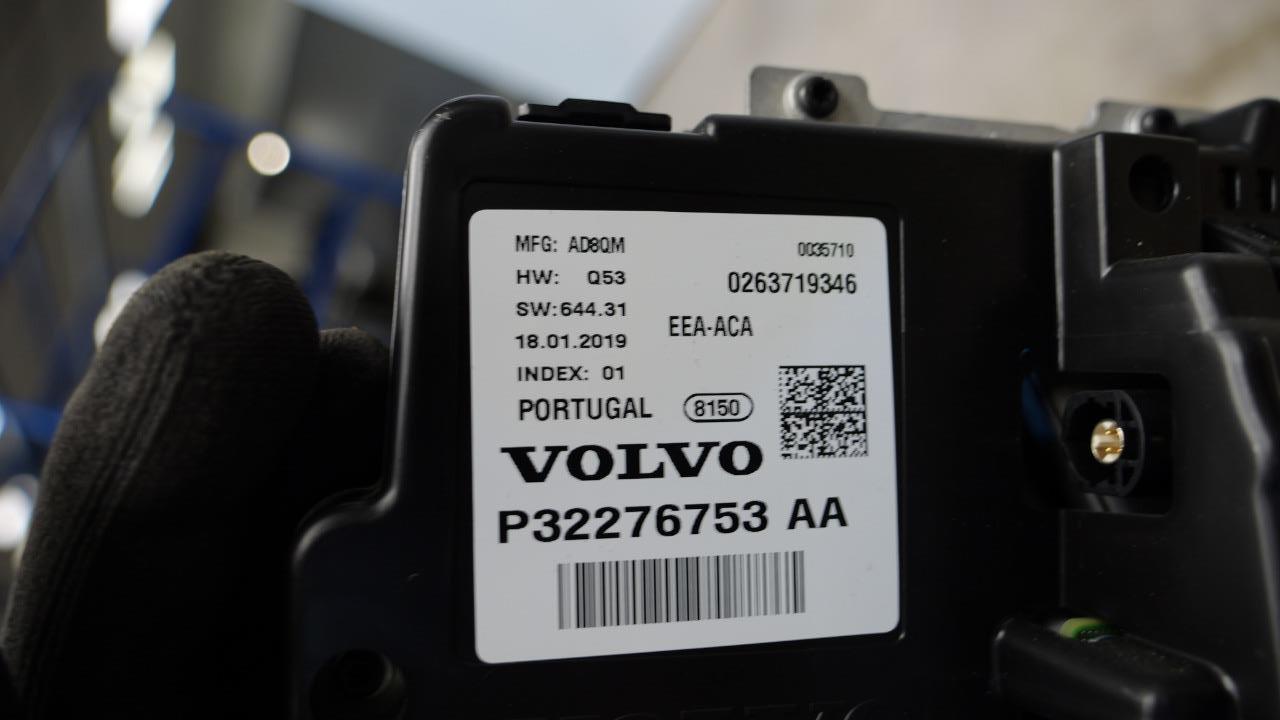 MFG: AD8QM
0035710
HW: Q53
0263719346
SW:644.31
EEA-ACA
18.01.2019
INDEX: 01
PORTUGAL 8150
VOLVO
P32276753 AA